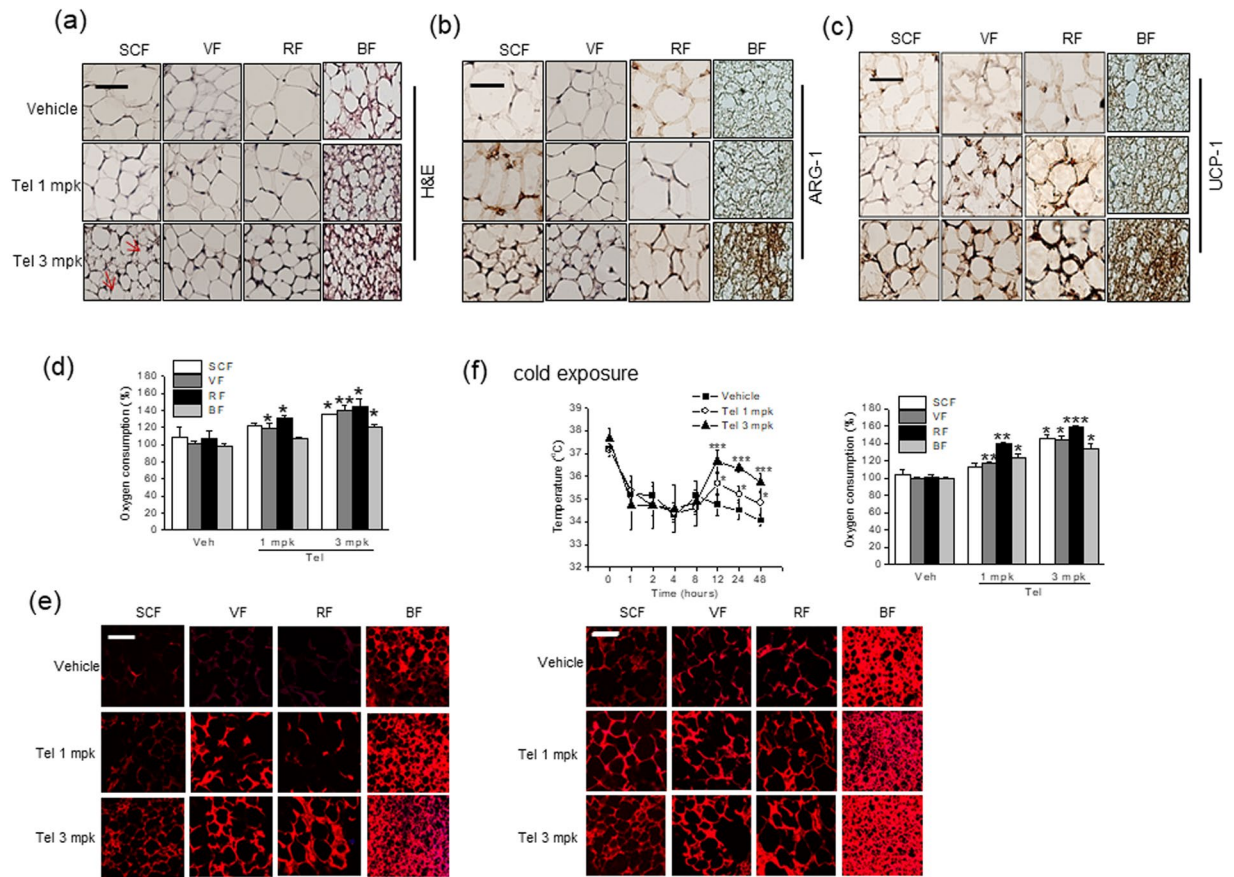 (a)
SCF VF RF BF
Vehicle
Tel 1 mpk
Tel 3 mpk
H&E
(b)
SCF VF RF BF
ARG-1
(c)
SCF VF RF BF
UCP-1
(d)
SCF
VF
RF
BF
Oxygen consumption (%)
180
160
140
120
100
80
60
40
20
0
* * * ** * *
Veh 1 mpk 3 mpk
Tel
(f) cold exposure
Vehicle
Tel 1 mpk
Tel 3 mpk
Temperature (°C)
39
38
37
36
35
34
33
32
*** *** ***
* * *
0 1 2 4 8 12 24 48
Time (hours)
SCF
VF
RF
BF
Oxygen consumption (%)
180
160
140
120
100
80
60
40
20
0
** ** * * * *** *
Veh 1 mpk 3 mpk
Tel
(e)
SCF VF RF BF
Vehicle
Tel 1 mpk
Tel 3 mpk
SCF VF RF BF
Vehicle
Tel 1 mpk
Tel 3 mpk